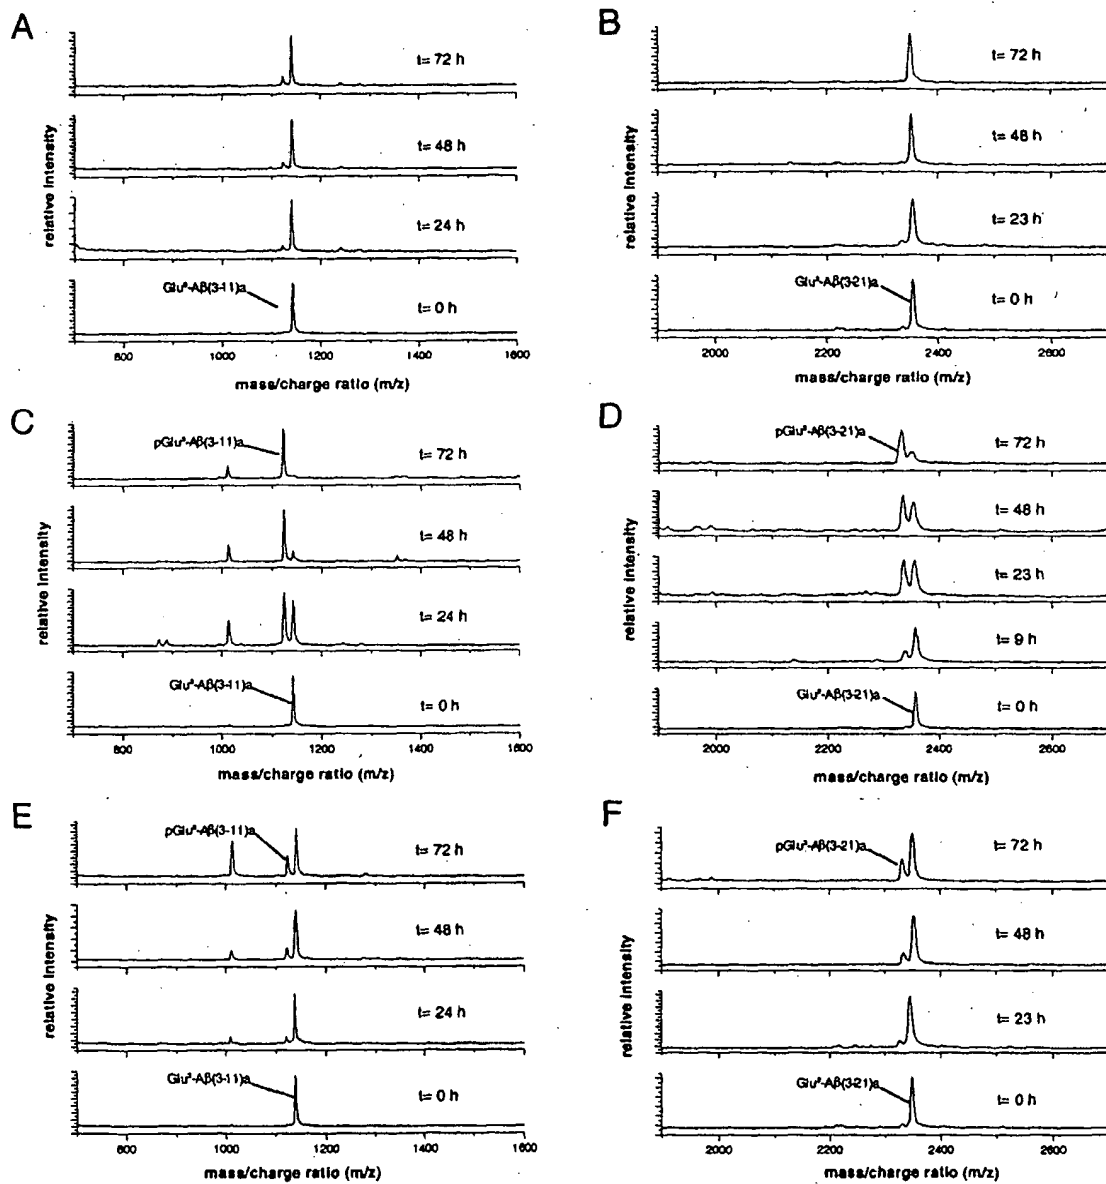 A
t= 72 h
t= 48 h
t= 24 h
Glu³-Aβ(3-11)a
t= 0 h
relative intensity
800 1000 1200 1400 1600
mass/charge ratio (m/z)
B
t= 72 h
t= 48 h
t= 23 h
Glu³-Aβ(3-21)a
t= 0 h
relative intensity
2000 2200 2400 2600
mass/charge ratio (m/z)
C
pGlu³-Aβ(3-11)a
t= 72 h
t= 48 h
t= 24 h
Glu³-Aβ(3-11)a
t= 0 h
relative intensity
800 1000 1200 1400 1600
mass/charge ratio (m/z)
D
pGlu³-Aβ(3-21)a
t= 72 h
t= 48 h
t= 23 h
t= 9 h
Glu³-Aβ(3-21)a
t= 0 h
relative intensity
2000 2200 2400 2600
mass/charge ratio (m/z)
E
pGlu³-Aβ(3-11)a
t= 72 h
t= 48 h
t= 24 h
Glu³-Aβ(3-11)a
t= 0 h
relative intensity
800 1000 1200 1400 1600
mass/charge ratio (m/z)
F
pGlu³-Aβ(3-21)a
t= 72 h
t= 48 h
t= 23 h
Glu³-Aβ(3-21)a
t= 0 h
relative intensity
2000 2200 2400 2600
mass/charge ratio (m/z)